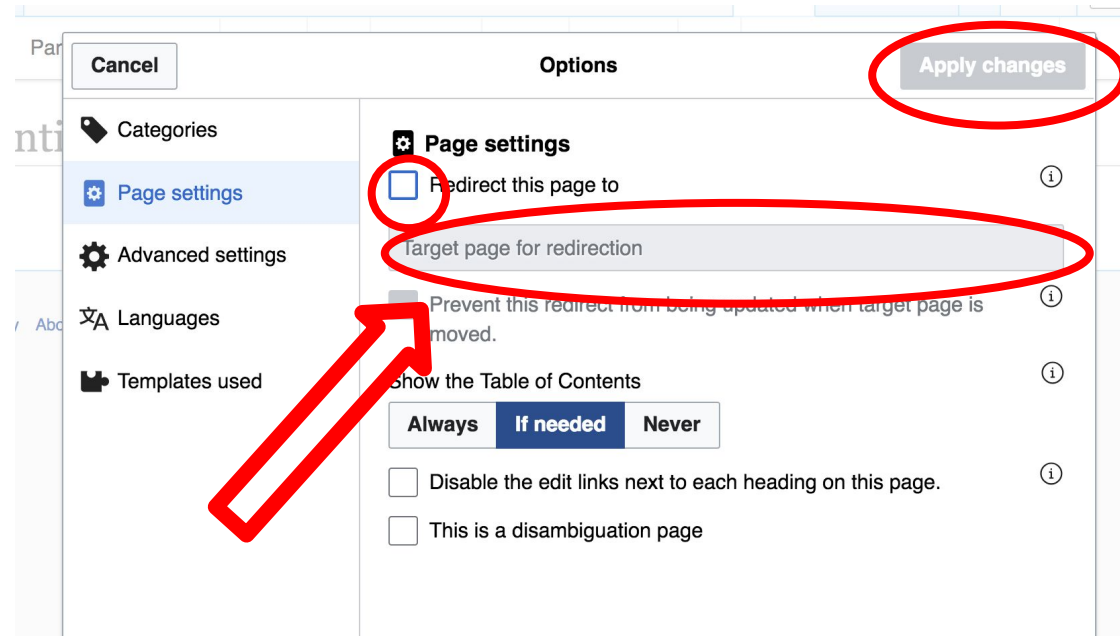 Par
Cancel
Options
Apply changes
nti
Categories
Page settings
Advanced settings
Abo
Languages
Templates used
Page settings
Redirect this page to
Target page for redirection
Prevent this redirect from being updated when target page is
moved.
Show the Table of Contents
Always If needed Never
Disable the edit links next to each heading on this page.
This is a disambiguation page